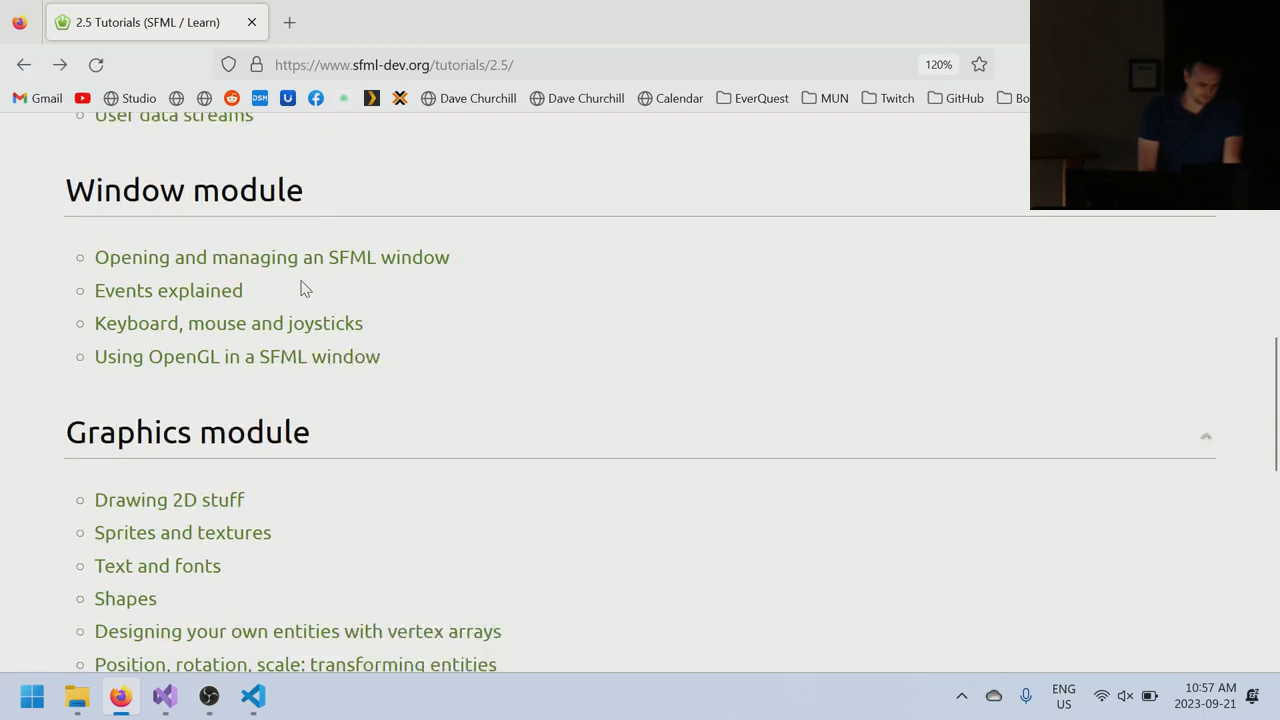 2.5 Tutorials (SFML / Learn)
https://www.sfml-dev.org/tutorials/2.5/
120%
Gmail
Studio
Dave Churchill
Dave Churchill
Calendar
EverQuest
MUN
Twitch
GitHub
Bo
User data streams
Window module
Opening and managing an SFML window
Events explained
Keyboard, mouse and joysticks
Using OpenGL in a SFML window
Graphics module
Drawing 2D stuff
Sprites and textures
Text and fonts
Shapes
Designing your own entities with vertex arrays
Position, rotation, scale: transforming entities
ENG
US
10:57 AM
2023-09-21